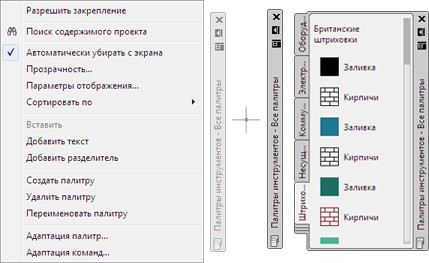 Разрешить закрепление
Поиск содержимого проекта
Автоматически убирать с экрана
Прозрачность...
Параметры отображения...
Сортировать по
Вставить
Добавить текст
Добавить разделитель
Создать палитру
Удалить палитру
Переименовать палитру
Адаптация палитр...
Адаптация команд...
Палитры инструментов - Все палитры
Палитры инструментов - Все палитры
Оборуд...
Электр...
Комму...
Несущ...
Штрихо...
Британские
штриховки
Заливка
Кирпичи
Заливка
Кирпичи
Заливка
Кирпичи
Палитры инструментов - Все палитры